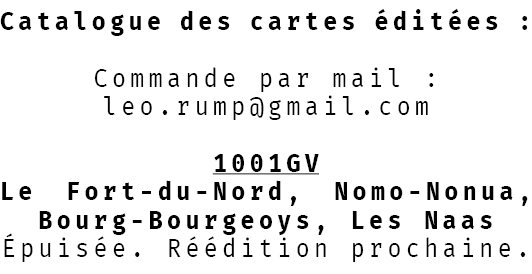 Catalogue des cartes éditées :
Commande par mail :
leo.rump@gmail.com
1001GV
Le Fort-du-Nord, Nomo-Nonua,
Bourg-Bourgeoys, Les Naas
Épuisée. Réédition prochaine.